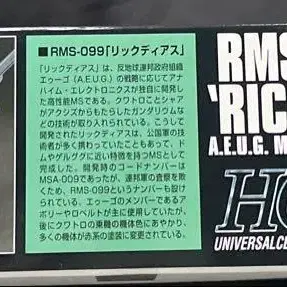 ■RMS-099「リックディアス」
「リックディアス」は、反地球連邦政府組織
エゥーゴ（A.E.U.G.）の戦略に応じてアナ
ハイム・エレクトロニクスが独自に開発
した高性能MSである。クワトロことシャア
がアクシズからもたらしたガンダリウムな
どの技術が取り入れられている。こうして
開発されたリックディアスは、公国軍の技
術者が多く携わっていたこともあって、ド
ムやゲルググに近い特徴を持つMSとして
完成した。開発時のコードナンバーは
MSA-009であったが、連邦軍の査察を欺
くため、RMS-099というナンバーも設け
られている。エゥーゴのメンバーであるア
ポリーやロベルトが主に使用していたが、
後にクワトロの乗機の機体色にあやかり、
多くの機体が赤系の塗装に変更されている。
RMS
'RIC
A.E.U.G. M
HG
UNIVERSAL CE